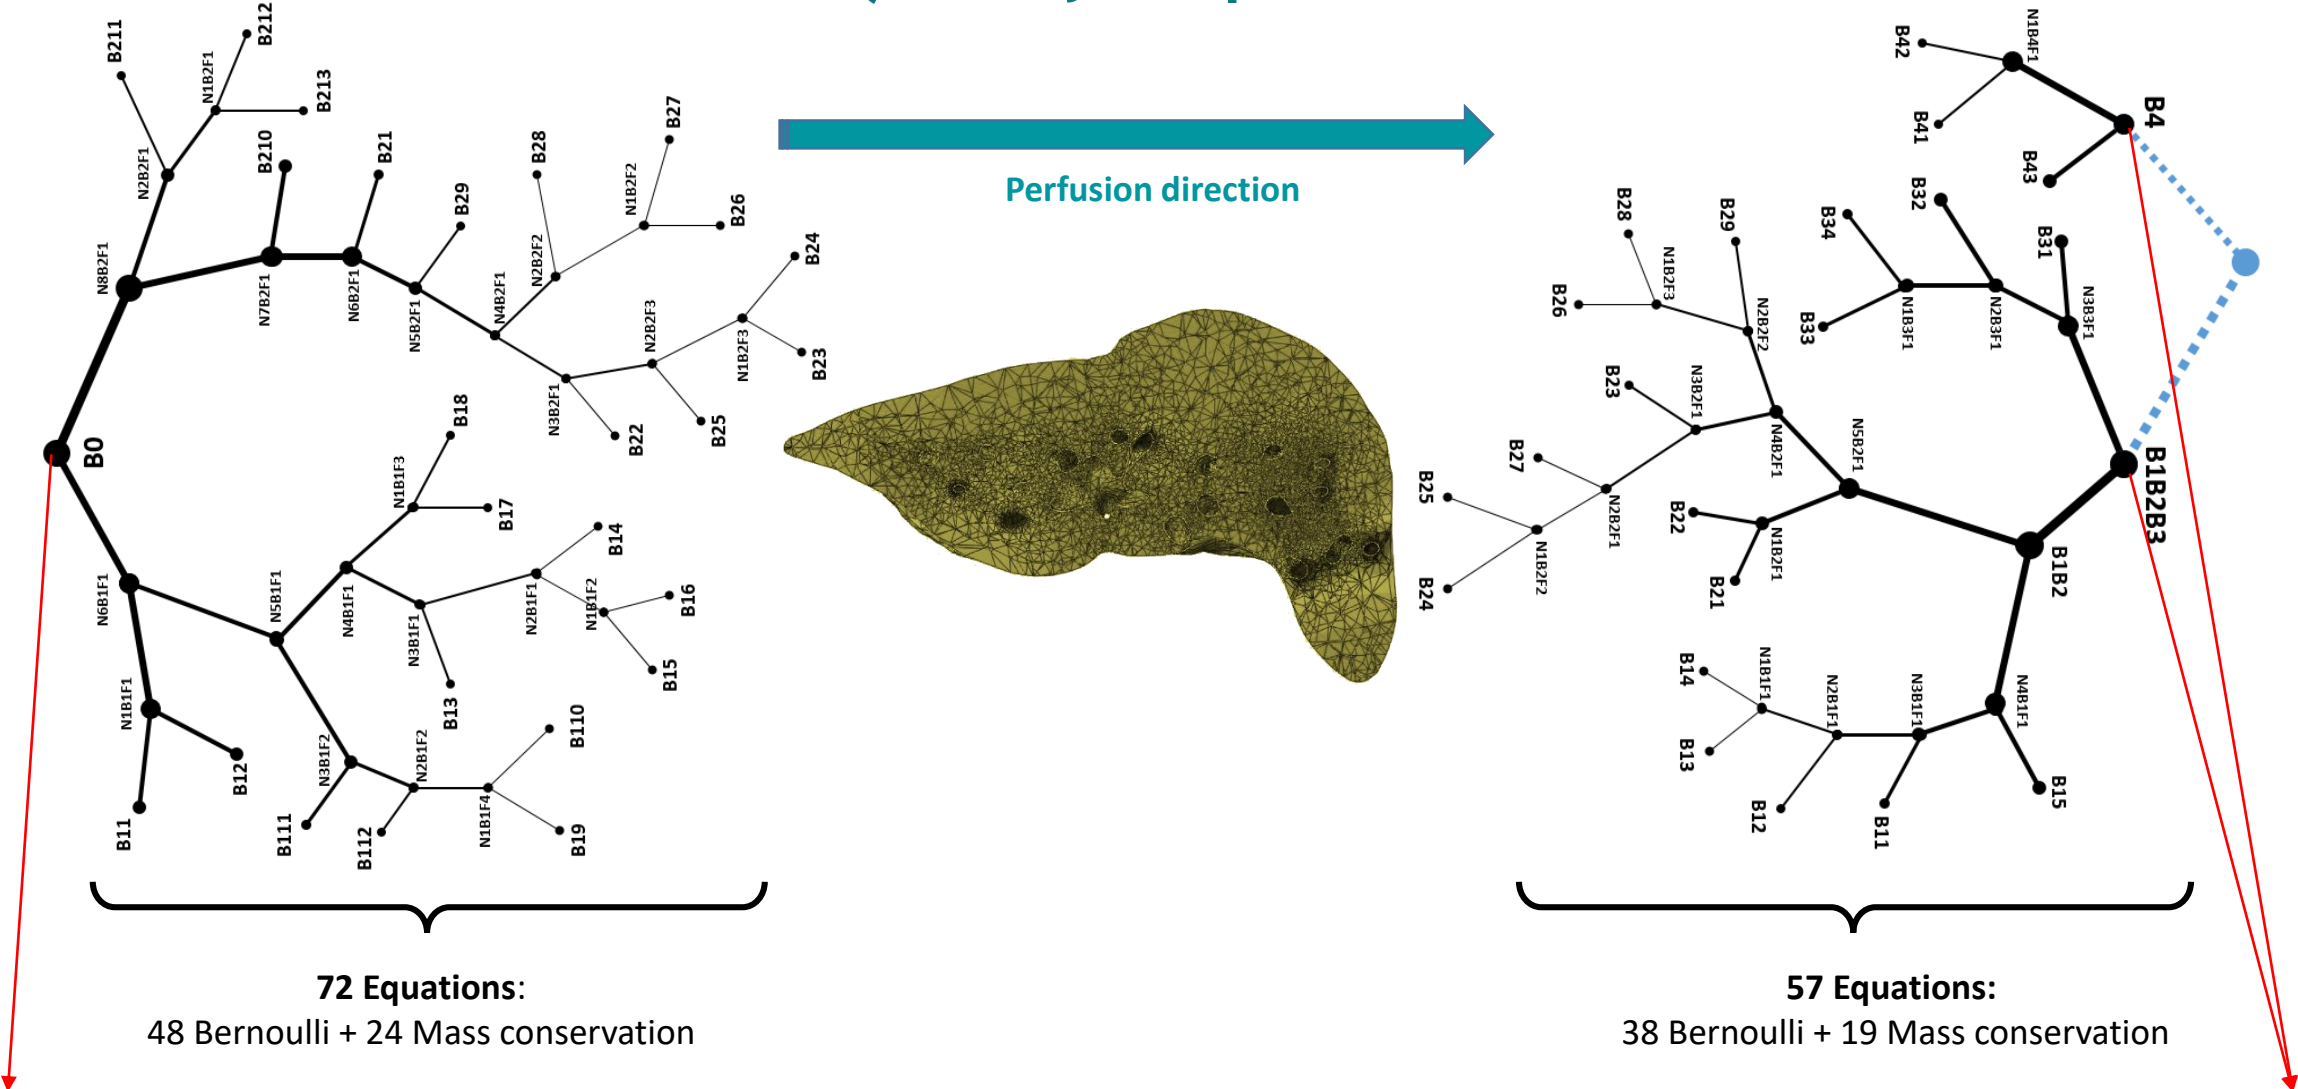 B211
B212
N1B2F1
B213
N2B2F1
B210
B21
B28
B27
B29
N1B2F2
B26
N8B2F1
N7B2F1
N6B2F1
N5B2F1
N4B2F1
N2B2F2
B24
N2B2F3
N1B2F3
B23
N3B2F1
B22
B25
B0
B18
N1B1F3
B17
B14
N6B1F1
N5B1F1
N4B1F1
N3B1F1
N2B1F1
N1B1F2
B16
B15
B13
N1B1F1
B12
B11
N3B1F2
N2B1F2
B110
B111
B112
N1B1F4
B19
Perfusion direction
B42
N1B4F1
B41
B4
B43
B28
B29
B34
B32
B31
N1B2F3
B26
N2B2F2
B33
N1B3F1
N2B3F1
N3B3F1
B23
N3B2F1
N4B2F1
N5B2F1
B27
B25
N2B2F1
B22
N1B2F1
B21
N1B2F2
B24
B1B2B3
B1B2
B14
N1B1F1
B13
N2B1F1
N3B1F1
N4B1F1
B12
B11
B15
72 Equations:
48 Bernoulli + 24 Mass conservation
57 Equations:
38 Bernoulli + 19 Mass conservation